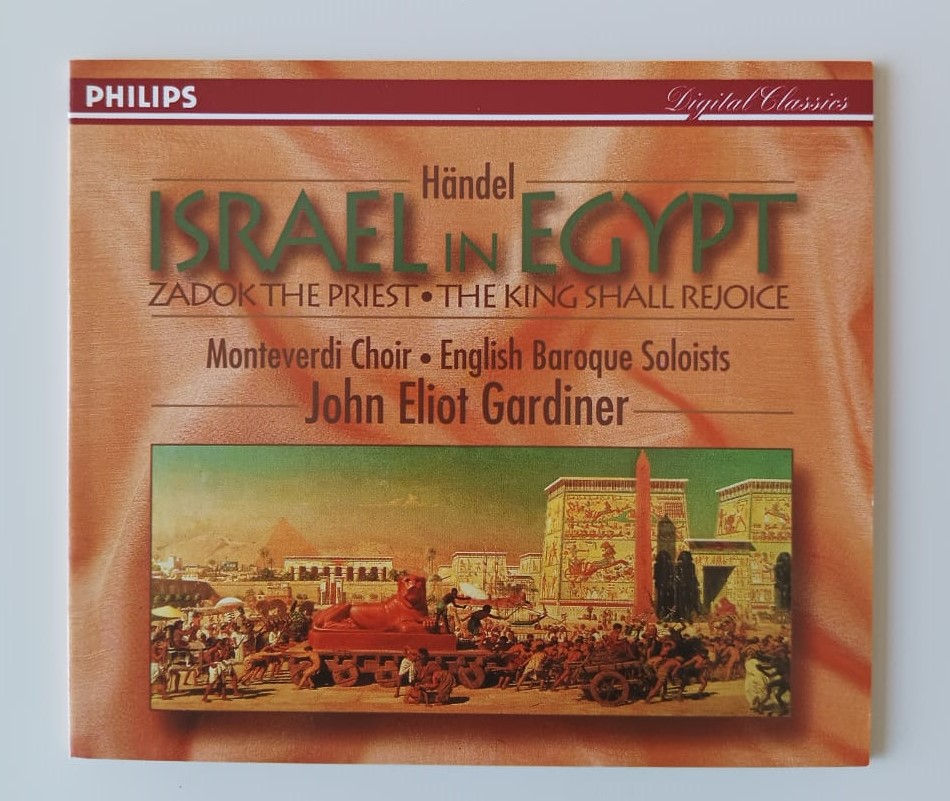 PHILIPS Digital Classics
Händel
ISRAEL IN EGYPT
ZADOK THE PRIEST • THE KING SHALL REJOICE
Monteverdi Choir • English Baroque Soloists
John Eliot Gardiner